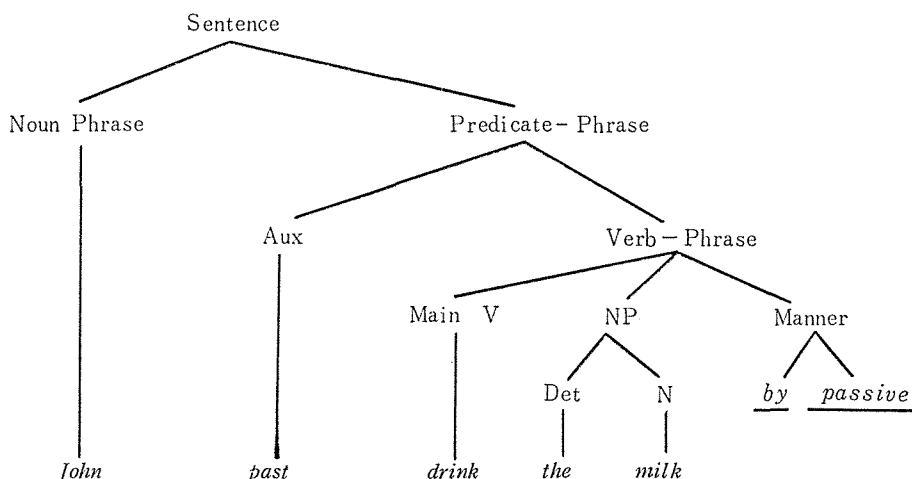 Sentence
Noun Phrase Predicate-Phrase
Aux Verb-Phrase
Main V NP Manner
Det N by passive
John past drink the milk